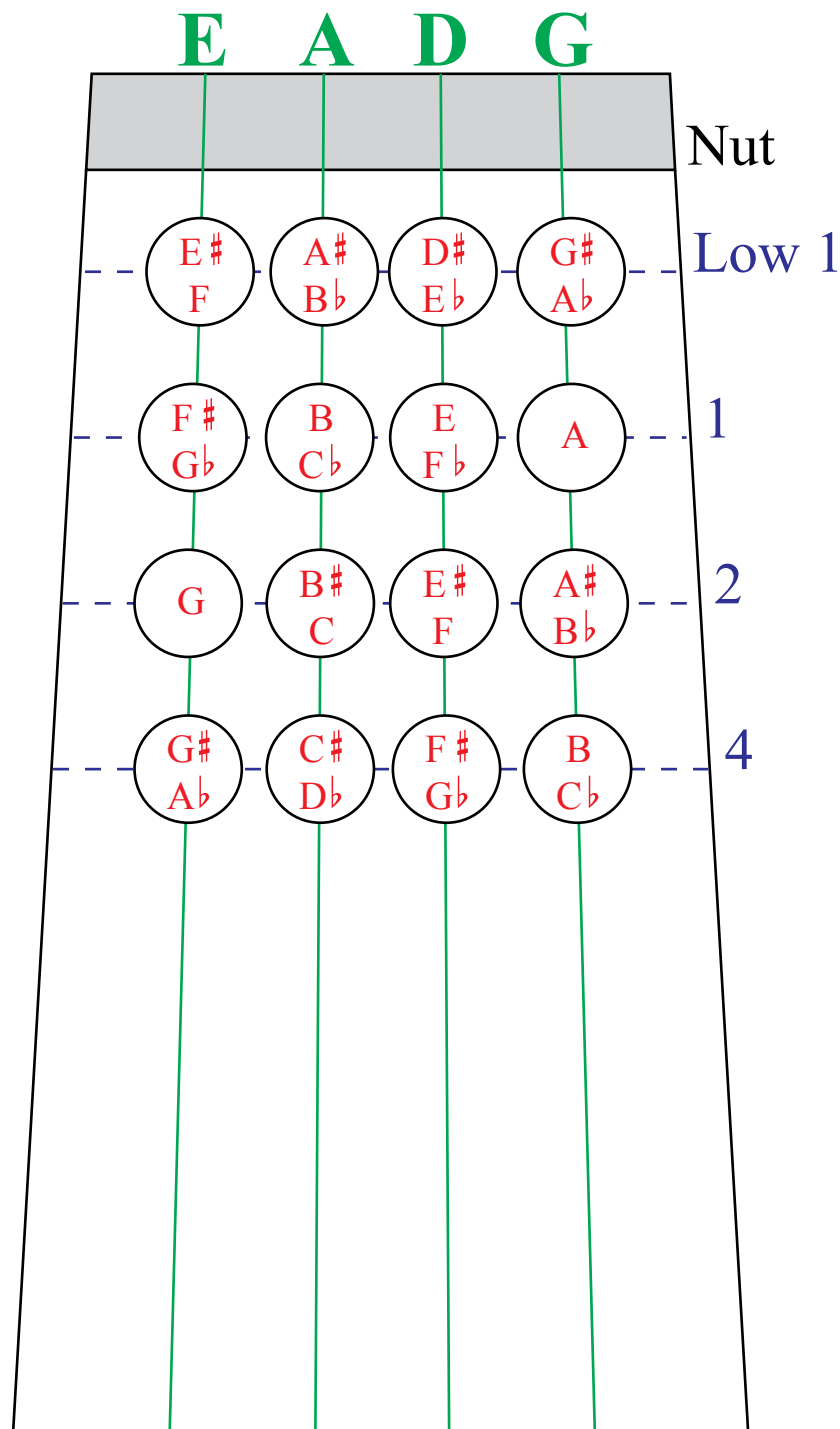 E A D G
Nut
E♯ A♯ D♯ G♯ Low 1
F B♭ E♭ A♭
F♯ B E A 1
G♭ C♭ F♭
G B♯ E♯ A♯ 2
C F B♭
G♯ C♯ F♯ B 4
A♭ D♭ G♭ C♭